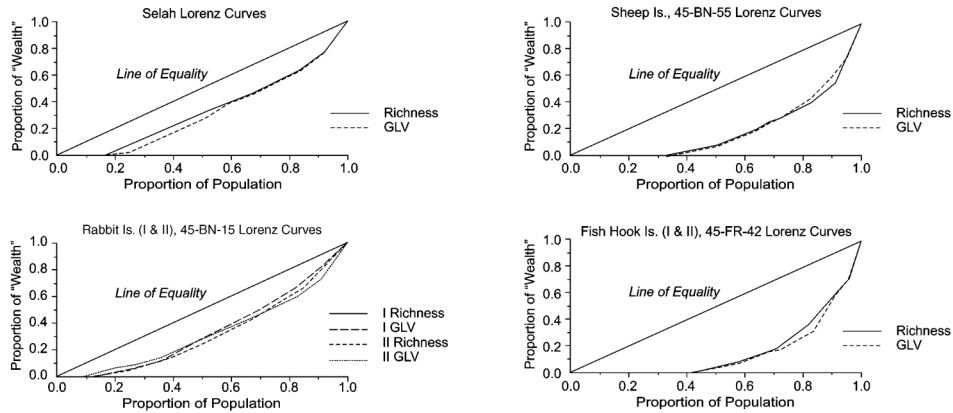 Selah Lorenz Curves
Proportion of "Wealth"
1.0
0.8
0.6
0.4
0.2
0.0
Line of Equality
Richness
GLV
0.0 0.2 0.4 0.6 0.8 1.0
Proportion of Population
Sheep Is., 45-BN-55 Lorenz Curves
Proportion of "Wealth"
1.0
0.8
0.6
0.4
0.2
0.0
Line of Equality
Richness
GLV
0.0 0.2 0.4 0.6 0.8 1.0
Proportion of Population
Rabbit Is. (I & II), 45-BN-15 Lorenz Curves
Proportion of "Wealth"
1.0
0.8
0.6
0.4
0.2
0.0
Line of Equality
I Richness
I GLV
II Richness
II GLV
0.0 0.2 0.4 0.6 0.8 1.0
Proportion of Population
Fish Hook Is. (I & II), 45-FR-42 Lorenz Curves
Proportion of "Wealth"
1.0
0.8
0.6
0.4
0.2
0.0
Line of Equality
Richness
GLV
0.0 0.2 0.4 0.6 0.8 1.0
Proportion of Population